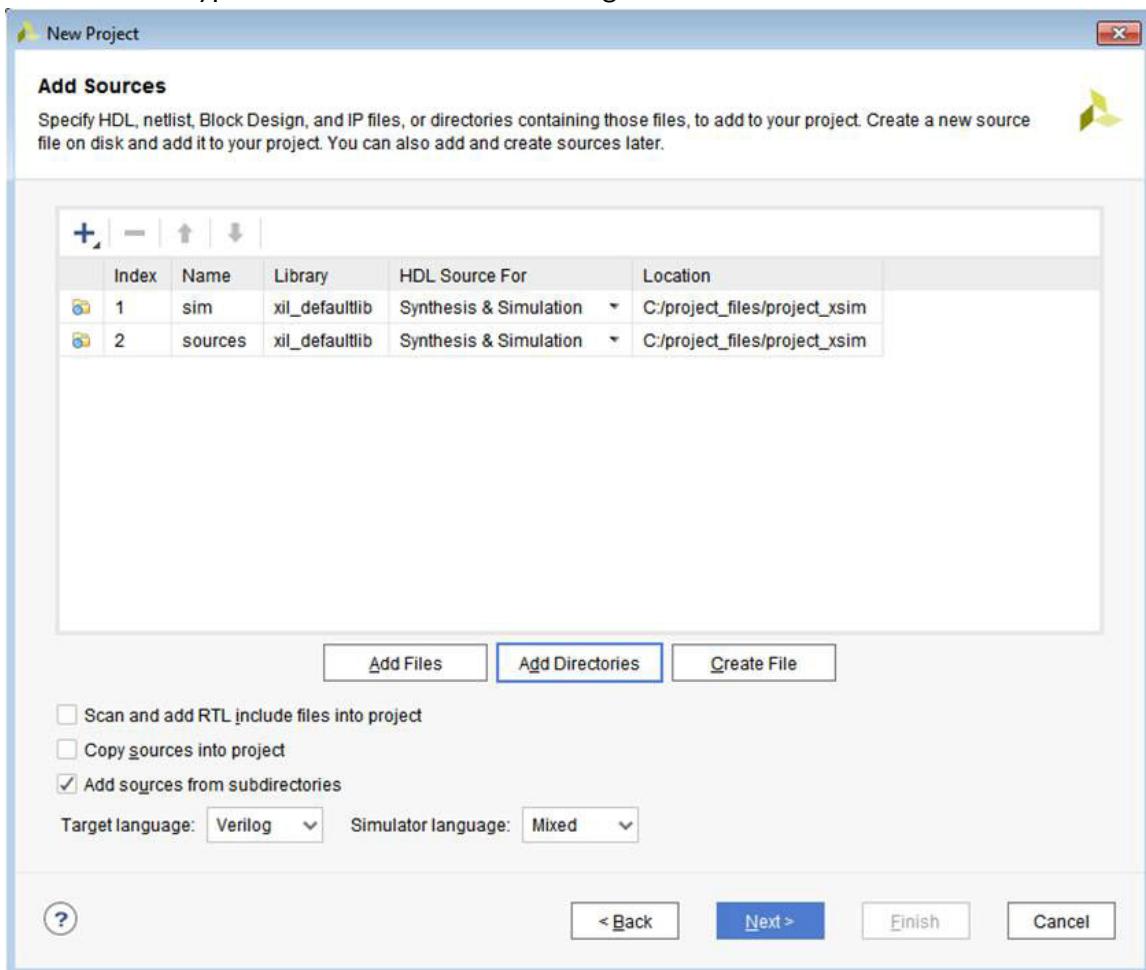 New Project
Add Sources
Specify HDL, netlist, Block Design, and IP files, or directories containing those files, to add to your project. Create a new source
file on disk and add it to your project. You can also add and create sources later.
Index Name Library HDL Source For Location
1 sim xil_defaultlib Synthesis & Simulation C:/project_files/project_xsim
2 sources xil_defaultlib Synthesis & Simulation C:/project_files/project_xsim
Add Files Add Directories Create File
Scan and add RTL include files into project
Copy sources into project
Add sources from subdirectories
Target language: Verilog Simulator language: Mixed
? < Back Next > Finish Cancel